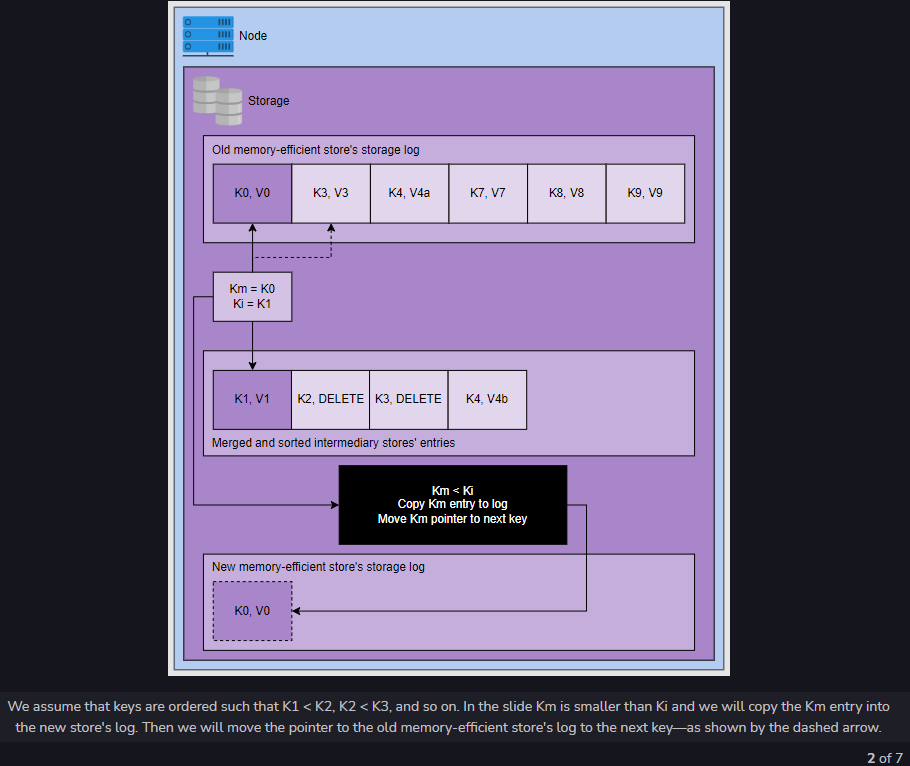 Node
Storage
Old memory-efficient store's storage log
K0, V0
K3, V3
K4, V4a
K7, V7
K8, V8
K9, V9
Km = K0
Ki = K1
K1, V1
K2, DELETE
K3, DELETE
K4, V4b
Merged and sorted intermediary stores' entries
Km < Ki
Copy Km entry to log
Move Km pointer to next key
New memory-efficient store's storage log
K0, V0
We assume that keys are ordered such that K1 < K2, K2 < K3, and so on. In the slide Km is smaller than Ki and we will copy the Km entry into
the new store's log. Then we will move the pointer to the old memory-efficient store's log to the next key—as shown by the dashed arrow.
2 of 7